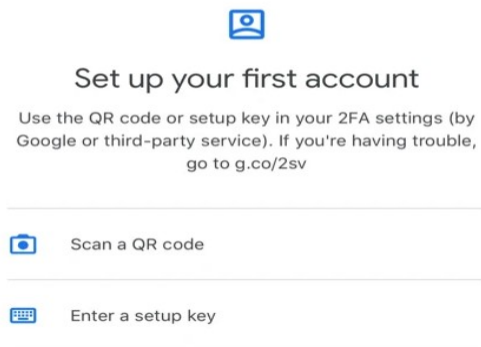 Set up your first account
Use the QR code or setup key in your 2FA settings (by
Google or third-party service). If you're having trouble,
go to g.co/2sv
Scan a QR code
Enter a setup key